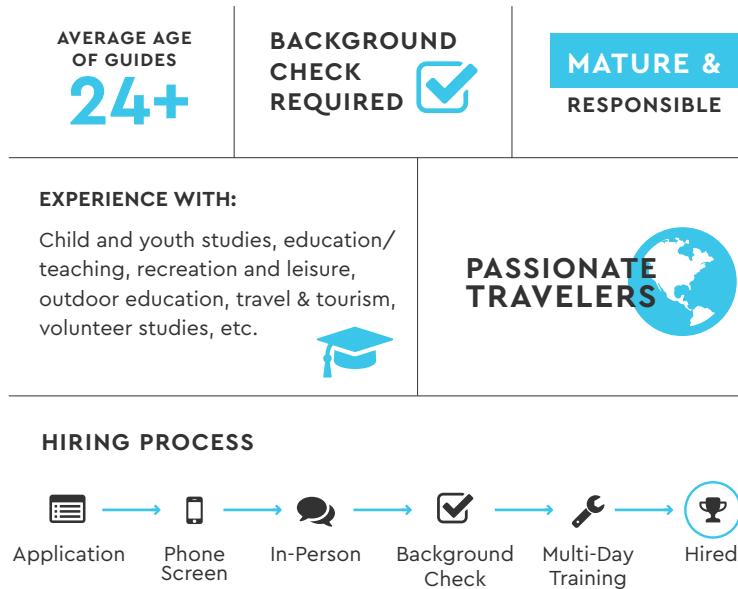 AVERAGE AGE
OF GUIDES
24+
BACKGROUND
CHECK
REQUIRED
MATURE &
RESPONSIBLE
EXPERIENCE WITH:
Child and youth studies, education/
teaching, recreation and leisure,
outdoor education, travel & tourism,
volunteer studies, etc.
PASSIONATE
TRAVELERS
HIRING PROCESS
Application
Phone
Screen
In-Person
Background
Check
Multi-Day
Training
Hired